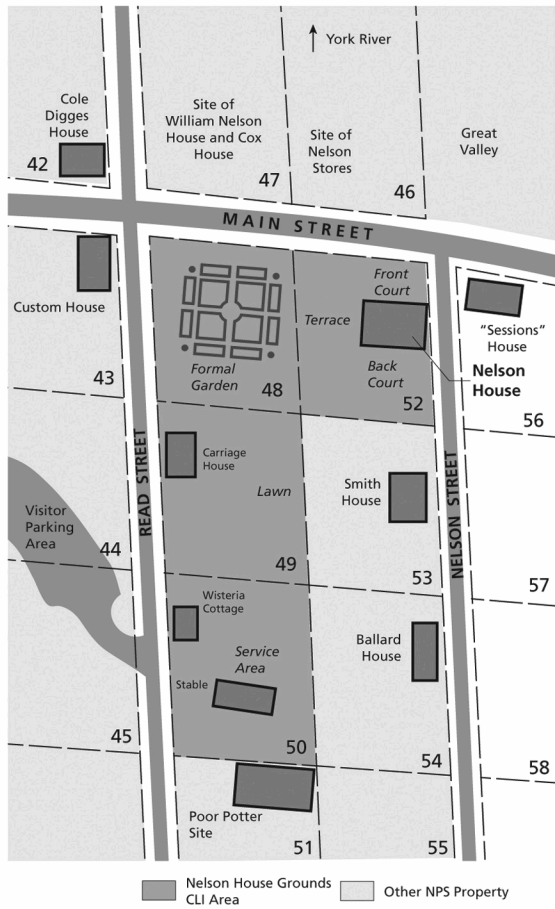 York River
Cole
Digges
House
42
Site of
William Nelson
House and Cox
House
47
Site of
Nelson
Stores
46
Great
Valley
MAIN STREET
Custom House
43
Formal
Garden
48
Terrace
Front
Court
Back
Court
52
"Sessions"
House
Nelson
House
56
READ STREET
Carriage
House
Lawn
49
Smith
House
53
NELSON STREET
57
Visitor
Parking
Area
44
Wisteria
Cottage
Service
Area
Stable
50
Ballard
House
54
58
45
Poor Potter
Site
51
55
Nelson House Grounds
CLI Area
Other NPS Property